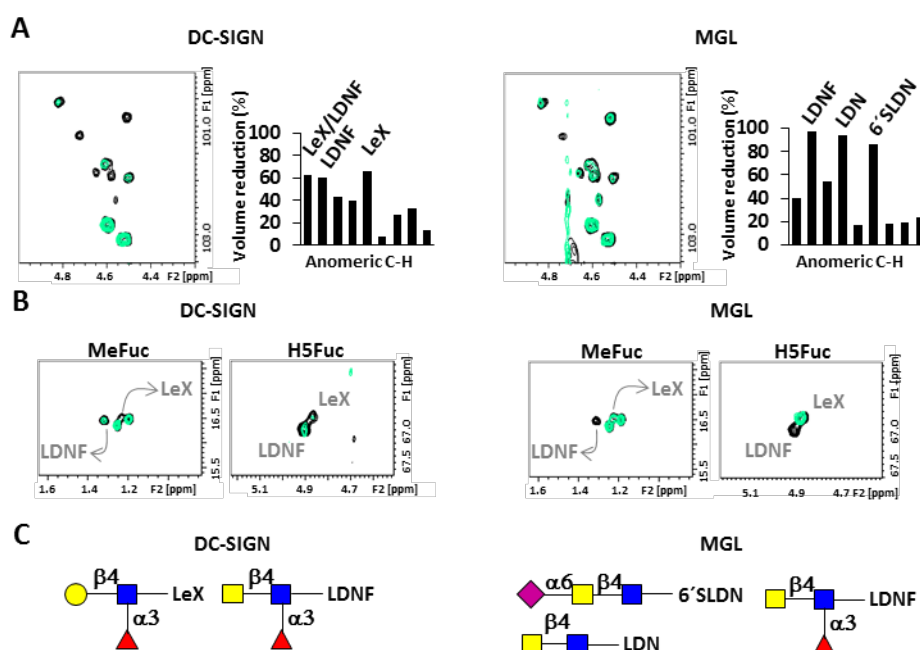 A
DC-SIGN
MGL
F1 [ppm]
101.0
103.0
4.8 4.6 4.4 F2 [ppm]
Volume reduction (%)
100
80
60
40
20
0
LeX/LDNF
LDNF
LeX
Anomeric C-H
F1 [ppm]
101.0
103.0
4.8 4.6 4.4 F2 [ppm]
Volume reduction (%)
100
80
60
40
20
0
LDNF
LDN
6´SLDN
Anomeric C-H
B
DC-SIGN
MGL
MeFuc
LeX
LDNF
F1 [ppm]
16.5
15.5
1.6 1.4 1.2 F2 [ppm]
H5Fuc
LeX
LDNF
F1 [ppm]
67.0
67.5
5.1 4.9 4.7 F2 [ppm]
MeFuc
LeX
LDNF
F1 [ppm]
16.5
15.5
1.6 1.4 1.2 F2 [ppm]
H5Fuc
LeX
LDNF
F1 [ppm]
67.0
67.5
5.1 4.9 4.7 F2 [ppm]
C
DC-SIGN
MGL
β4
LeX
α3
β4
LDNF
α3
α6 β4
6´SLDN
β4
LDN
β4
LDNF
α3